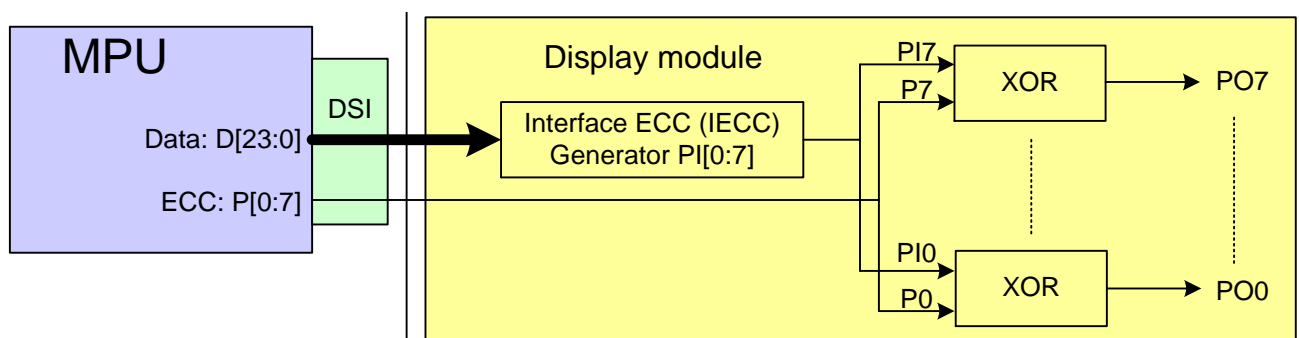 MPU
DSI
Data: D[23:0]
ECC: P[0:7]
Display module
Interface ECC (IECC)
Generator PI[0:7]
PI7
P7
XOR
PO7
PI0
P0
XOR
PO0